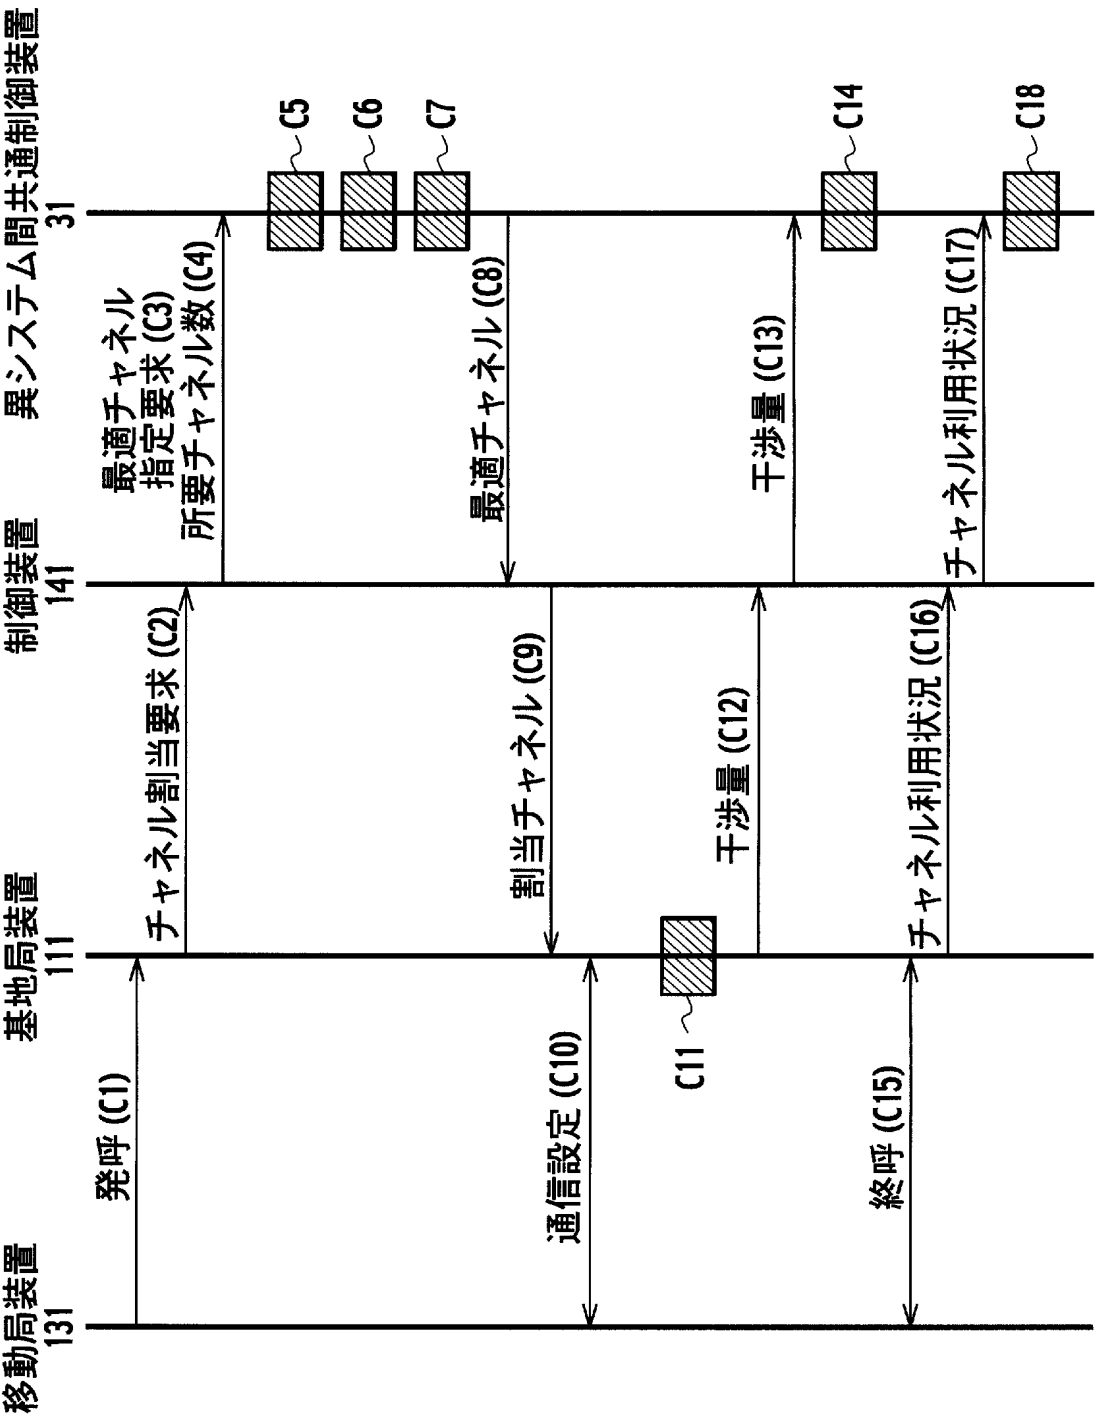 移動局装置
131
基地局装置
111
制御装置
141
異システム間共通制御装置
31
発呼(C1)
チャネル割当要求(C2)
最適チャネル
指定要求(C3)
所要チャネル数(C4)
C5
C6
C7
最適チャネル(C8)
割当チャネル(C9)
通信設定(C10)
C11
干渉量(C12)
干渉量(C13)
C14
終呼(C15)
チャネル利用状況(C16)
チャネル利用状況(C17)
C18